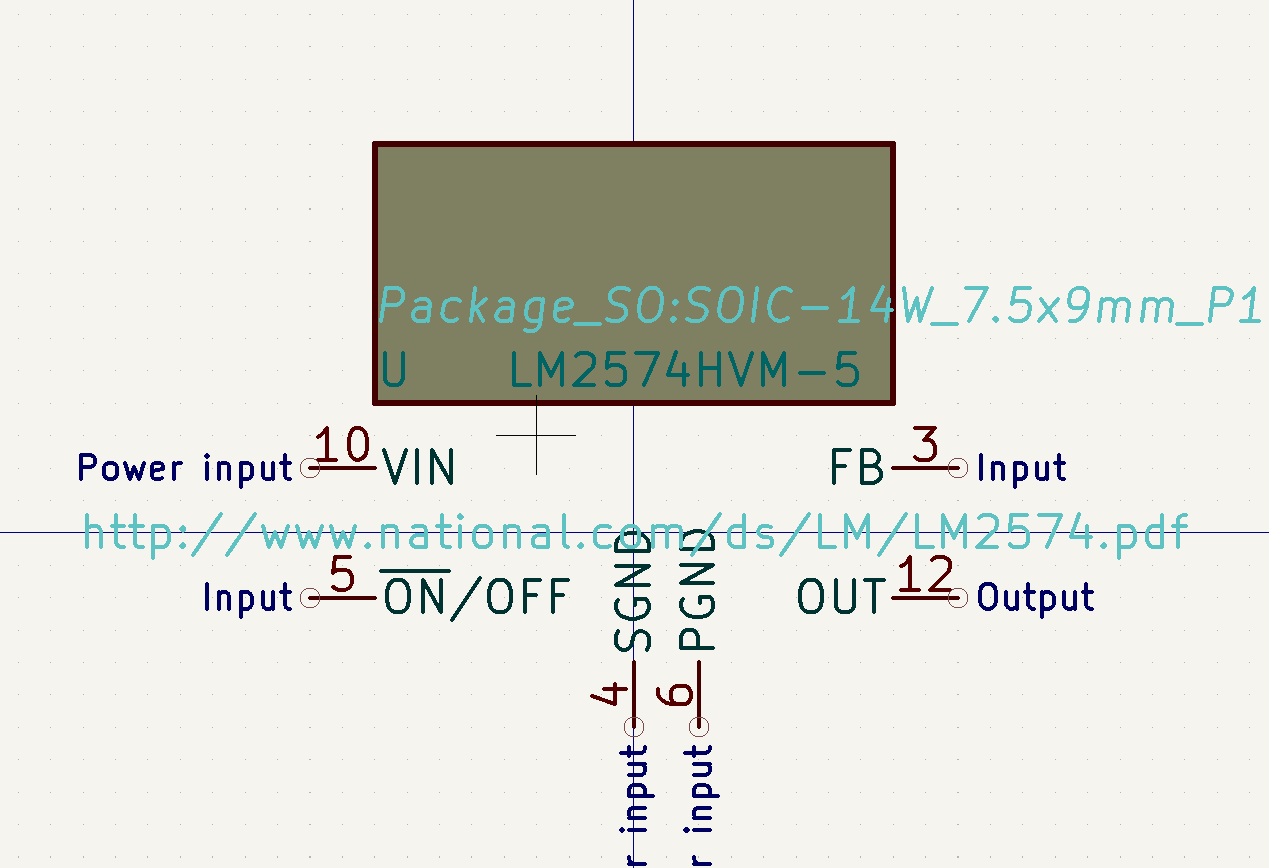 Package_SO:SOIC-14W_7.5x9mm_P1
U LM2574HVM-5
Power input 10 VIN FB 3 Input
http://www.national.com/ds/LM/LM2574.pdf
Input 5 ON/OFF OUT 12 Output
SGND PGND
4 6
r input r input